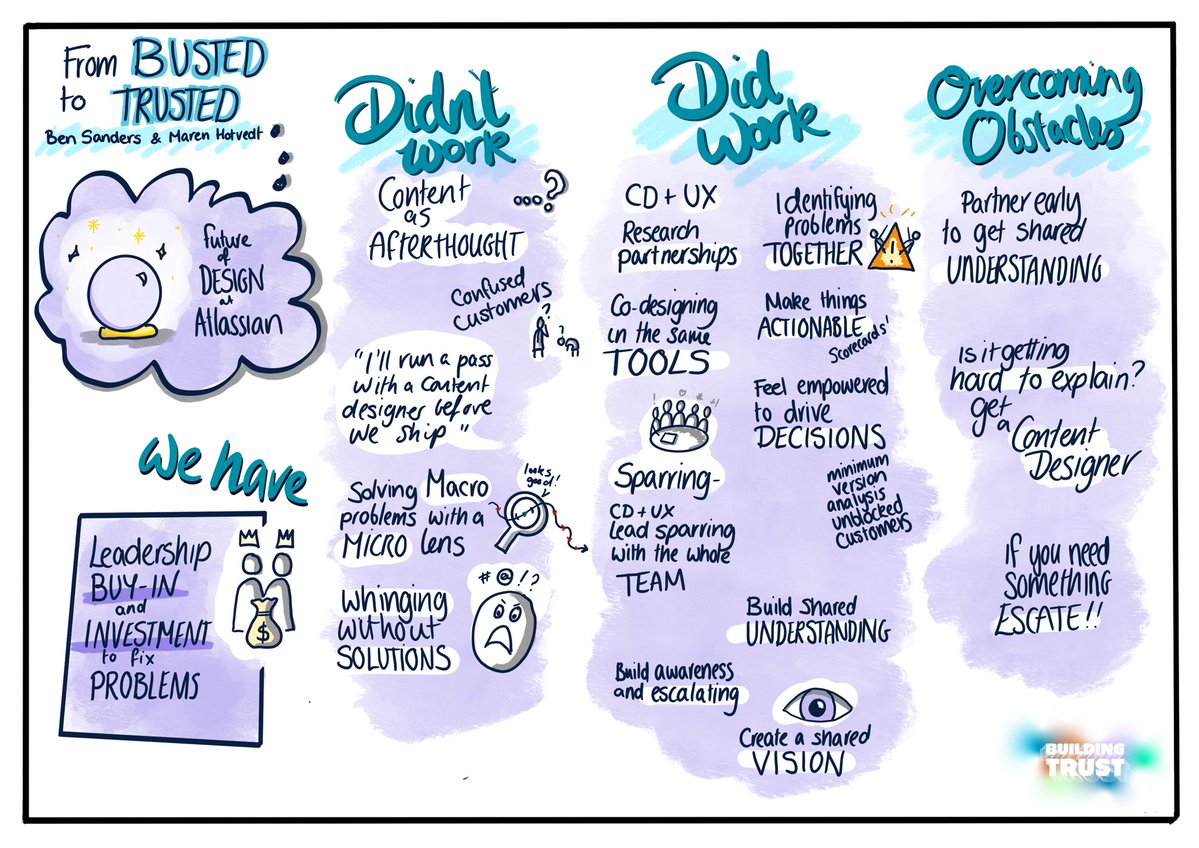 From BUSTED
to TRUSTED
Ben Sanders & Maren Hotvedt
future
of
DESIGN
at
Atlassian
we have
Leadership
BUY-IN
and
INVESTMENT
to fix
PROBLEMS
$
Didn't
work
Content
as
AFTERTHOUGHT
...?
Confused
Customers
?
?
"I'll run a pass
with a content
designer before
we ship"
Solving Macro
problems with a
MICRO lens
looks
good!
Whinging
without
SOLUTIONS
#@!?
Did
work
CD + UX
Research
partnerships
Co-designing
in the same
TOOLS
Sparring-
CD + UX
Lead sparring
with the whole
TEAM
Build awareness
and escalating
Identifying
problems
TOGETHER
!
Make things
ACTIONABLE
Scorecards'
Feel empowered
to drive
DECISIONS
minimum
version
analysis
unblocked
customers
Build shared
UNDERSTANDING
Create a shared
VISION
Overcoming
Obstacles
Partner early
to get shared
UNDERSTANDING
Is it getting
hard to explain?
get
a
Content
Designer
If you need
something
ESCATE!!
BUILDING
TRUST